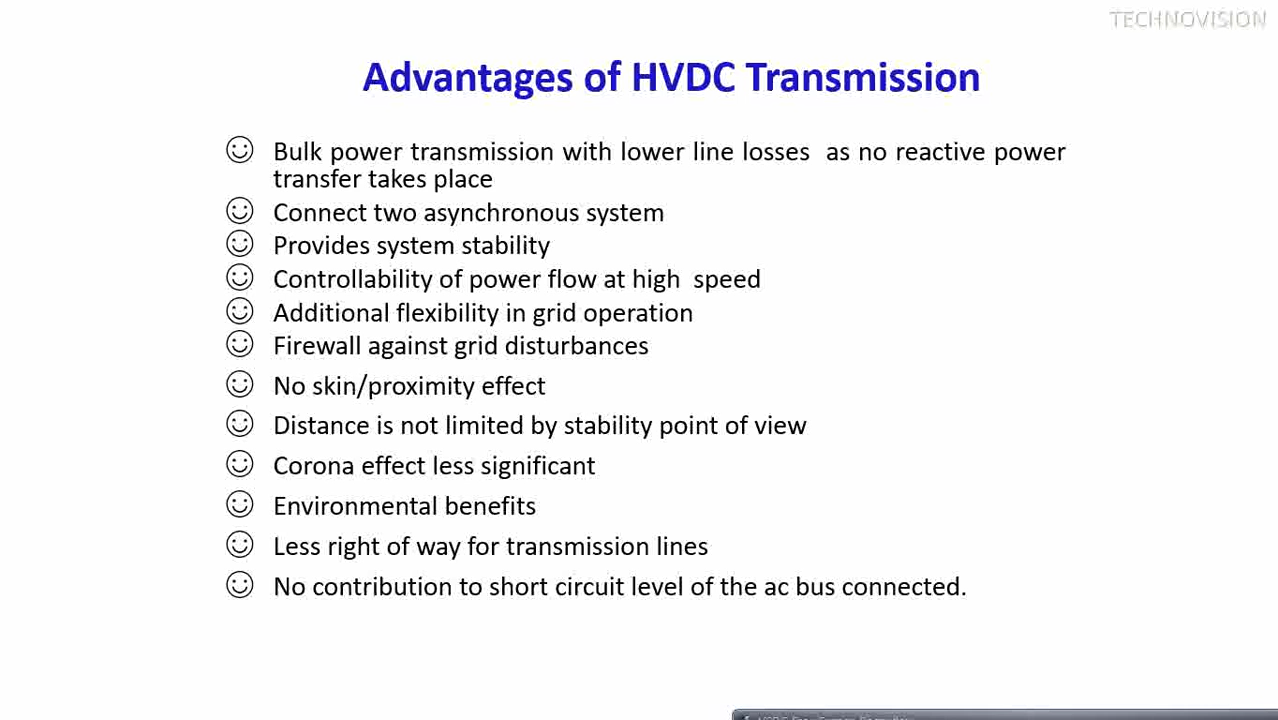 TECHNOVISION
Advantages of HVDC Transmission
Bulk power transmission with lower line losses as no reactive power
transfer takes place
Connect two asynchronous system
Provides system stability
Controllability of power flow at high speed
Additional flexibility in grid operation
Firewall against grid disturbances
No skin/proximity effect
Distance is not limited by stability point of view
Corona effect less significant
Environmental benefits
Less right of way for transmission lines
No contribution to short circuit level of the ac bus connected.